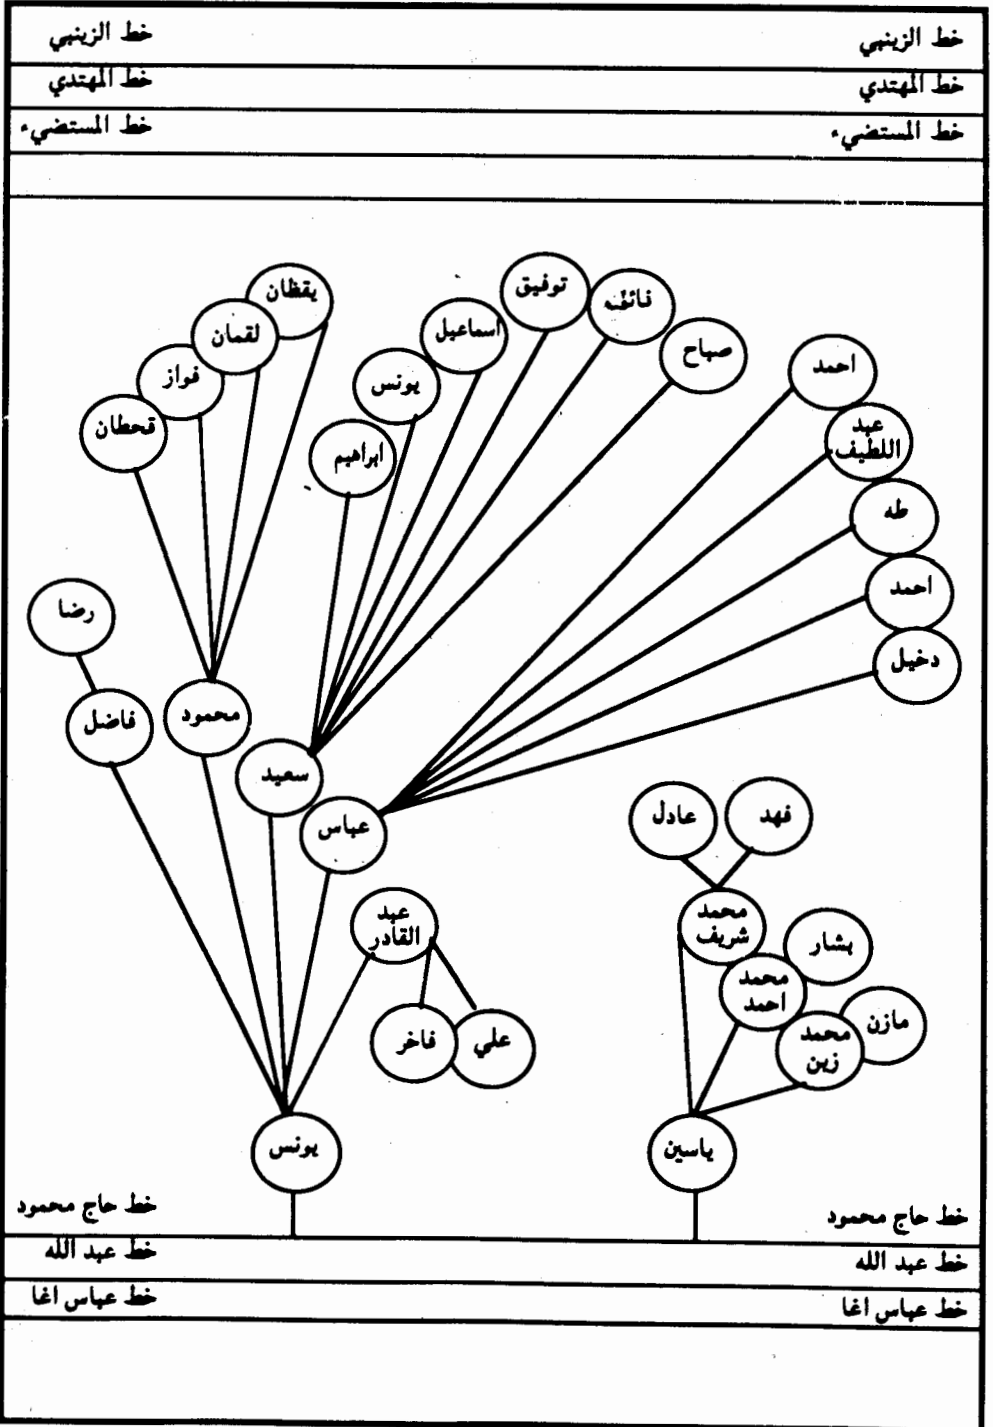 خط الزينبي
خط الزينبي
خط المهتدي
خط المهتدي
خط المستضيء
خط المستضيء
توفيق
فائقه
يقظان
اسماعيل
لقمان
صباح
احمد
فواز
يونس
قحطان
عبد
اللطيف
ابراهيم
طه
احمد
رضا
دخيل
محمود
فاضل
سعيد
عباس
فهد
عادل
عبد
القادر
محمد
شريف
بشار
محمد
احمد
مازن
محمد
زين
علي
فاخر
ياسين
يونس
خط حاج محمود
خط حاج محمود
خط عبد الله
خط عبد الله
خط عباس اغا
خط عباس اغا